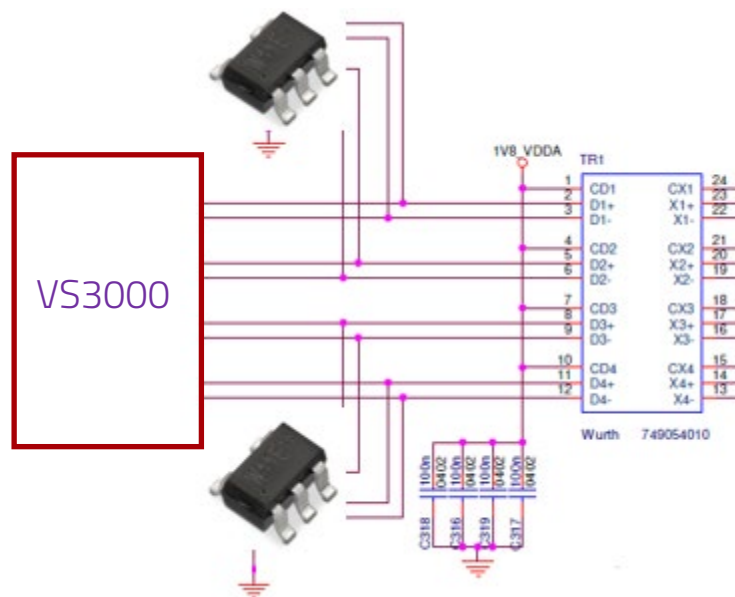 1V8_VDDA
TR1
VS3000
1 CD1 CX1 24
2 D1+ X1+ 23
3 D1- X1- 22
4 CD2 CX2 21
5 D2+ X2+ 20
6 D2- X2- 19
7 CD3 CX3 18
8 D3+ X3+ 17
9 D3- X3- 16
10 CD4 CX4 15
11 D4+ X4+ 14
12 D4- X4- 13
Wurth 749054010
100n 0402 100n 0402 100n 0402 100n 0402
C318 C316 C319 C317